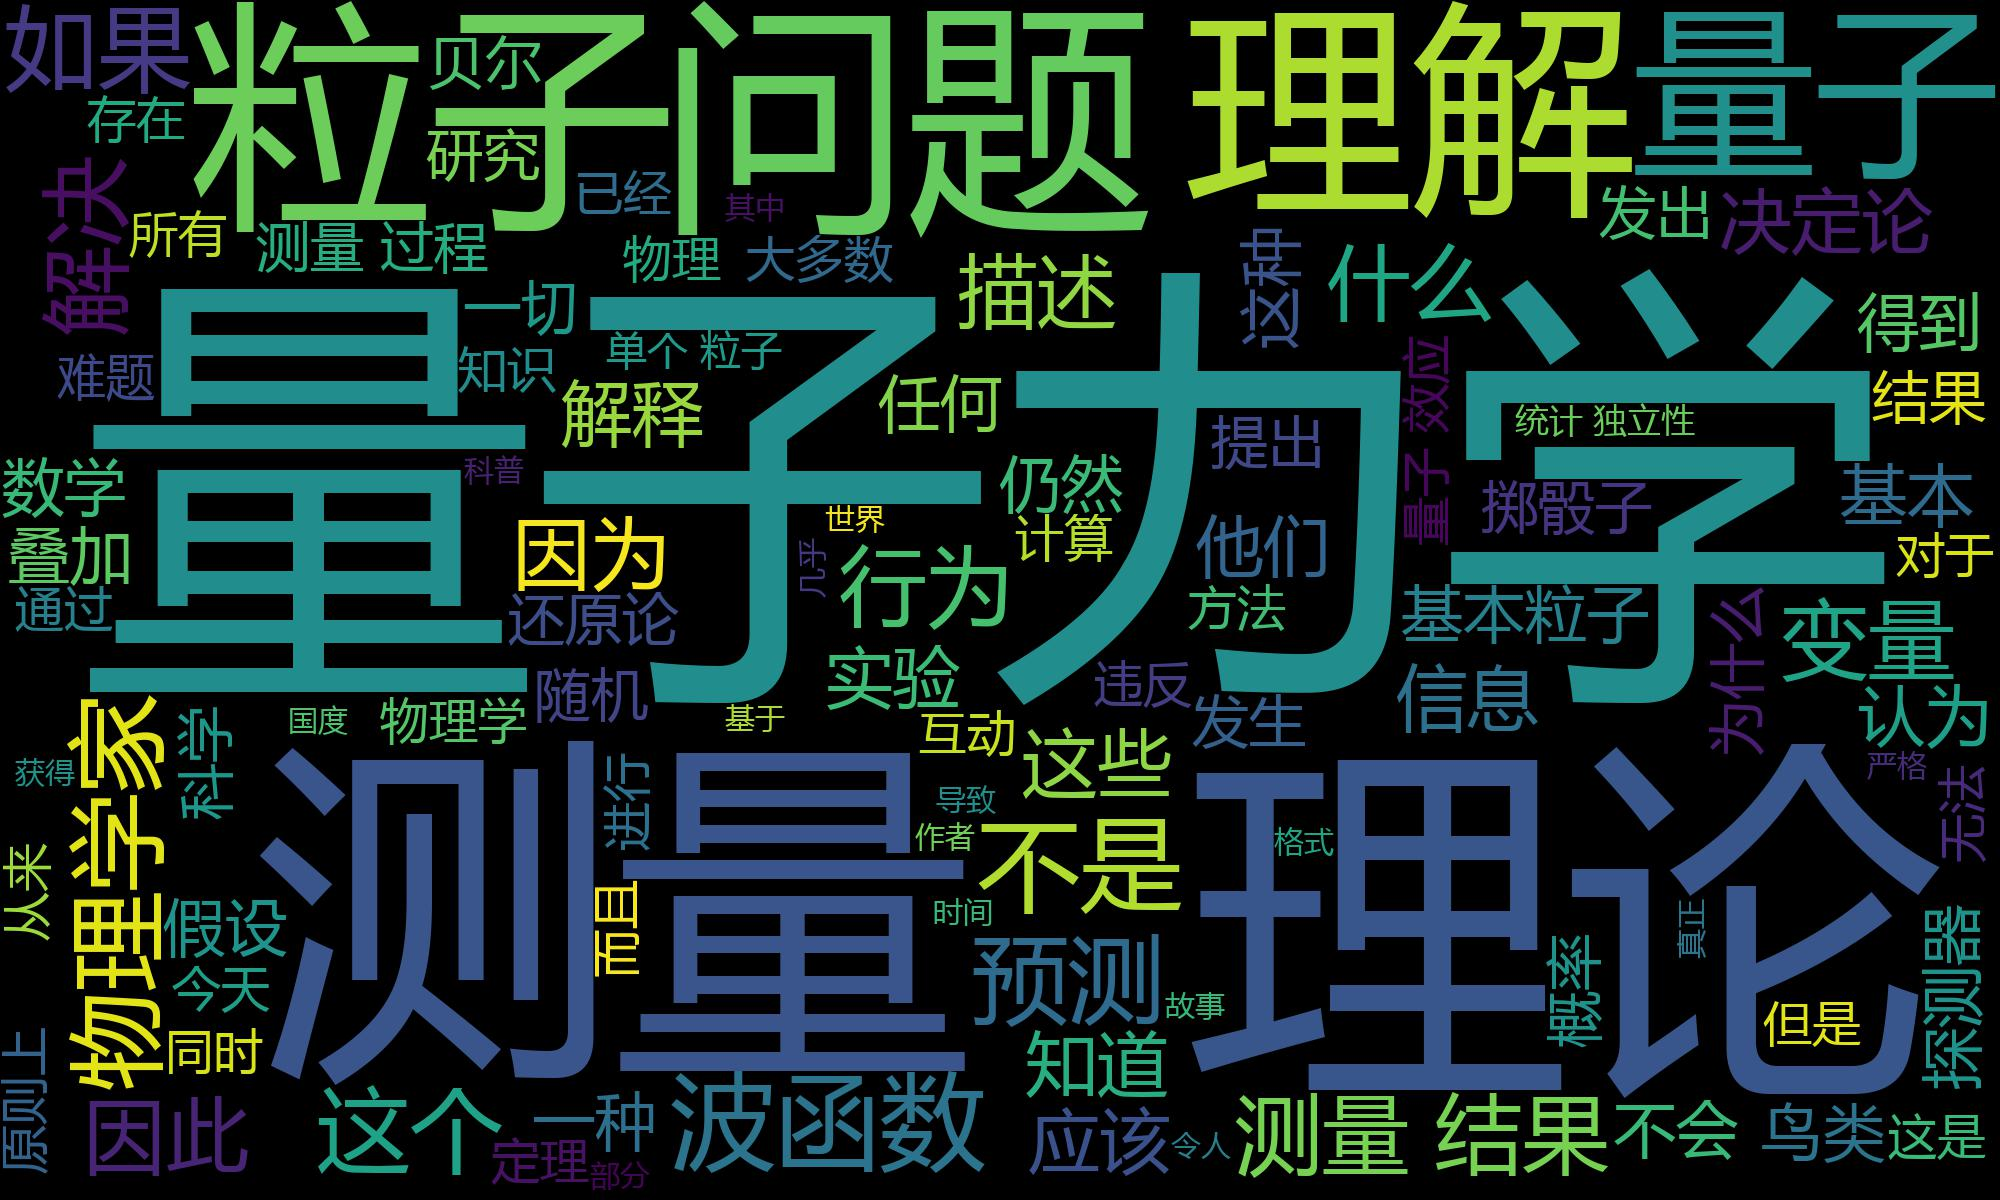 如果
粒子
问题
理解
量子
贝尔
存在
研究
已经
其中
解决
所有
测量 过程
物理
大多数
发出
决定论
一切
描述
这种
什么
得到
难题
知识
单个 粒子
解释
任何
量子力学
提出
量子 效应
统计 独立性
结果
数学
科普
因为
世界
仍然
计算
他们
掷骰子
基本
叠加
几乎
行为
对于
通过
还原论
方法
基本粒子
为什么
变量
随机
实验
违反
信息
国度
物理学
基于
互动
发生
认为
物理学家
科学
获得
测量
进行
导致
这些
理论
严格
无法
从来
作者
不是
格式
假设
而且
时间
真正
今天
预测
故事
概率
探测器
原则上
同时
知道
但是
因此
这个
一种
定理
部分
波函数
应该
令人
测量 结果
不会
鸟类
这是